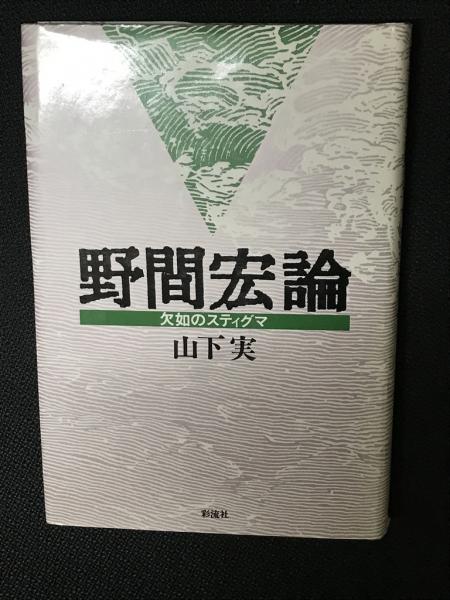 野間宏論
欠如のスティグマ
山下実
彩流社